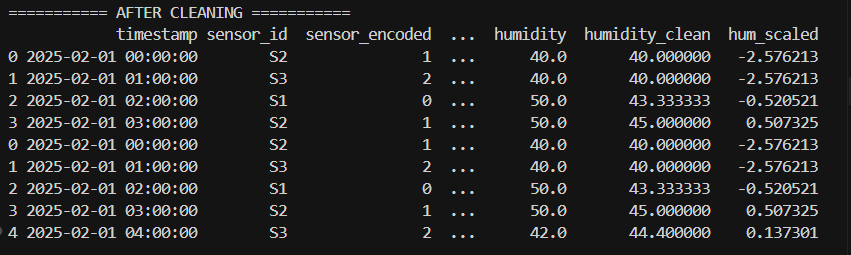 =========== AFTER CLEANING ===========
timestamp sensor_id sensor_encoded ... humidity humidity_clean hum_scaled
0 2025-02-01 00:00:00 S2 1 ... 40.0 40.000000 -2.576213
1 2025-02-01 01:00:00 S3 2 ... 40.0 40.000000 -2.576213
2 2025-02-01 02:00:00 S1 0 ... 50.0 43.333333 -0.520521
3 2025-02-01 03:00:00 S2 1 ... 50.0 45.000000 0.507325
0 2025-02-01 00:00:00 S2 1 ... 40.0 40.000000 -2.576213
1 2025-02-01 01:00:00 S3 2 ... 40.0 40.000000 -2.576213
2 2025-02-01 02:00:00 S1 0 ... 50.0 43.333333 -0.520521
3 2025-02-01 03:00:00 S2 1 ... 50.0 45.000000 0.507325
4 2025-02-01 04:00:00 S3 2 ... 42.0 44.400000 0.137301